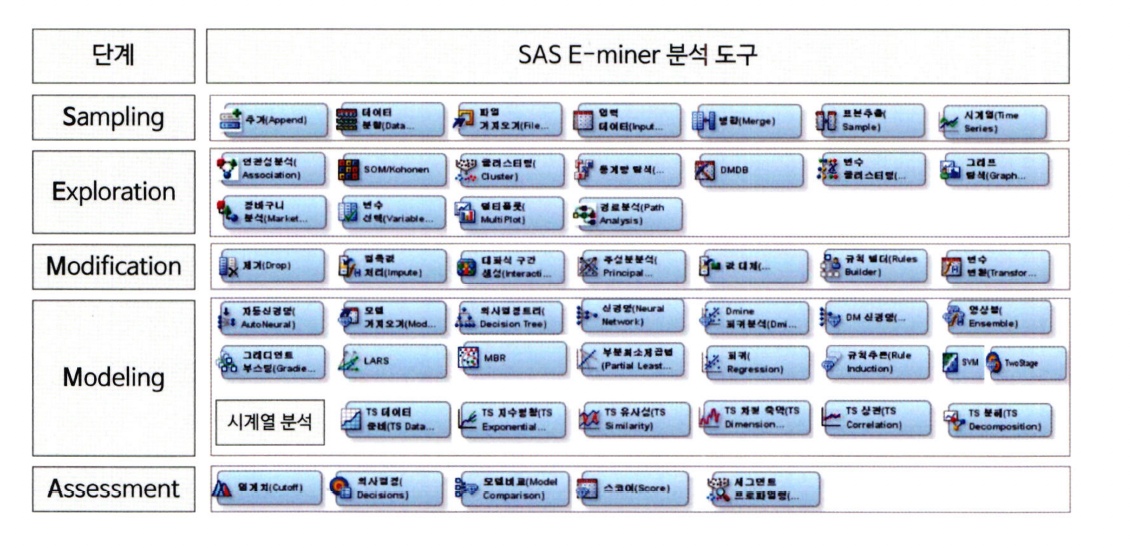 단계
SAS E-miner 분석 도구
Sampling
추가(Append)
데이터
분할(Data...
파일
가져오기(File...
입력
데이터(Input...
병합(Merge)
표본추출(
Sample)
시계열(Time
Series)
Exploration
연관성분석(
Association)
SOM/Kohonen
클러스터링(
Cluster)
통계량 탐색(...
DMDB
변수
클러스터링(...
그래프
탐색(Graph...
장바구니
분석(Market...
변수
선택(Variable...
멀티플롯(
MultiPlot)
경로분석(Path
Analysis)
Modification
제거(Drop)
결측값
처리(Impute)
대화식 구간
생성(Interacti...
주성분분석(
Principal...
값 대체(...
규칙 빌더(Rules
Builder)
변수
변환(Transfor...
Modeling
자동신경망(
AutoNeural)
모델
가져오기(Mod...
의사결정트리(
Decision Tree)
신경망(Neural
Network)
Dmine
회귀분석(Dmi...
DM 신경망(...
앙상블(
Ensemble)
그래디언트
부스팅(Gradie...
LARS
MBR
부분최소제곱법
(Partial Least...
회귀(
Regression)
규칙추론(Rule
Induction)
SVM
TwoStage
시계열 분석
TS 데이터
준비(TS Data...
TS 지수평활(TS
Exponential...
TS 유사성(TS
Similarity)
TS 차원 축약(TS
Dimension...
TS 상관(TS
Correlation)
TS 분해(TS
Decomposition)
Assessment
임계치(Cutoff)
의사결정(
Decisions)
모델비교(Model
Comparison)
스코어(Score)
세그먼트
프로파일링(...